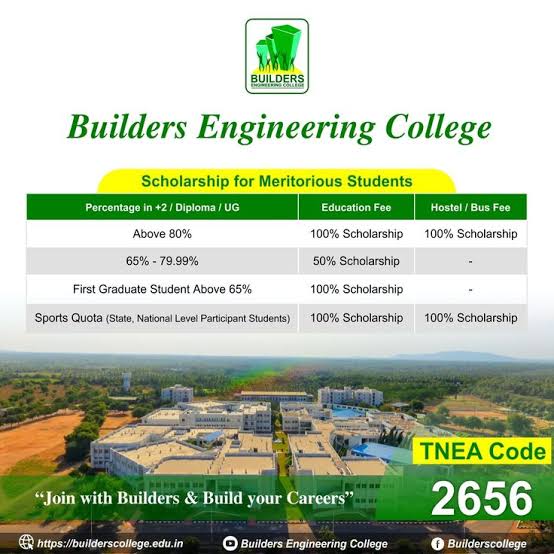 BUILDERS
ENGINEERING COLLEGE
Builders Engineering College
Scholarship for Meritorious Students
Percentage in +2 / Diploma / UG Education Fee Hostel / Bus Fee
Above 80% 100% Scholarship 100% Scholarship
65% - 79.99% 50% Scholarship -
First Graduate Student Above 65% 100% Scholarship -
Sports Quota (State, National Level Participant Students) 100% Scholarship 100% Scholarship
TNEA Code
2656
“Join with Builders & Build your Careers”
https://builderscollege.edu.in Builders Engineering College Builderscollege